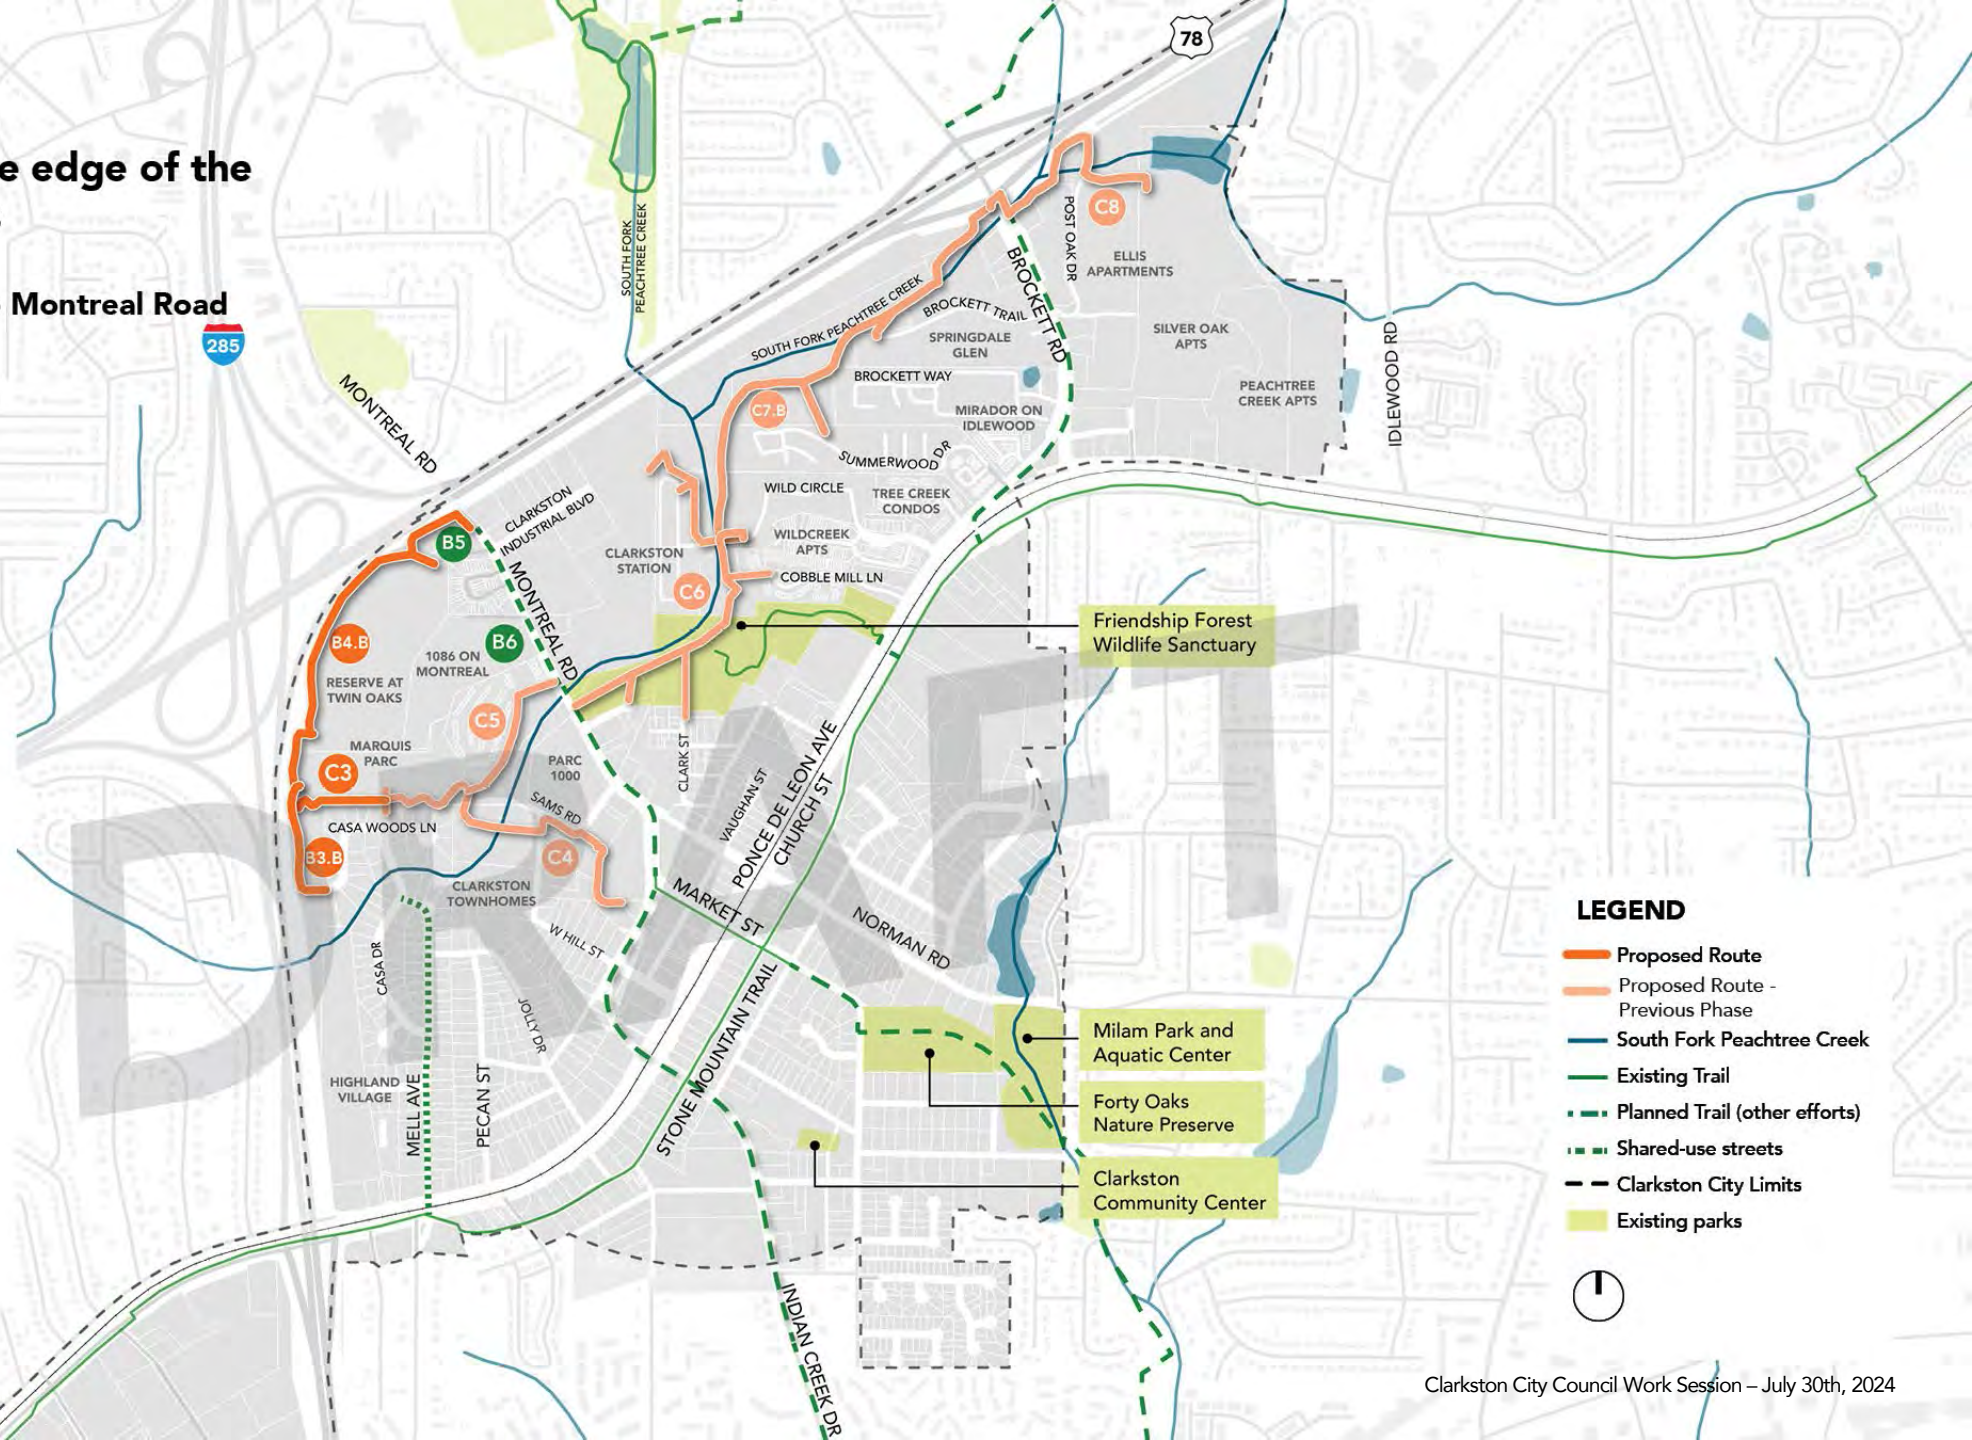 78
e edge of the
Montreal Road
285
MONTREAL RD
SOUTH FORK
PEACHTREE CREEK
C8
POST OAK DR
ELLIS
APARTMENTS
BROCKETT RD
SOUTH FORK PEACHTREE CREEK
BROCKETT TRAIL
SPRINGDALE
GLEN
SILVER OAK
APTS
IDLEWOOD RD
BROCKETT WAY
PEACHTREE
CREEK APTS
C7.B
MIRADOR ON
IDLEWOOD
SUMMERWOOD DR
WILD CIRCLE
TREE CREEK
CONDOS
CLARKSTON
INDUSTRIAL BLVD
B5
WILDCREEK
APTS
CLARKSTON
STATION
COBBLE MILL LN
C6
MONTREAL RD
Friendship Forest
Wildlife Sanctuary
B4.B
B6
1086 ON
MONTREAL
RESERVE AT
TWIN OAKS
C5
MARQUIS
PARC
PARC
1000
CLARK ST
C3
VAUGHAN ST
PONCE DE LEON AVE
CHURCH ST
SAMS RD
CASA WOODS LN
B3.B
C4
CLARKSTON
TOWNHOMES
MARKET ST
W HILL ST
NORMAN RD
DRAFT
CASA DR
JOLLY DR
STONE MOUNTAIN TRAIL
HIGHLAND
VILLAGE
MELL AVE
PECAN ST
Milam Park and
Aquatic Center
Forty Oaks
Nature Preserve
Clarkston
Community Center
INDIAN CREEK DR
LEGEND
Proposed Route
Proposed Route -
Previous Phase
South Fork Peachtree Creek
Existing Trail
Planned Trail (other efforts)
Shared-use streets
Clarkston City Limits
Existing parks
Clarkston City Council Work Session – July 30th, 2024